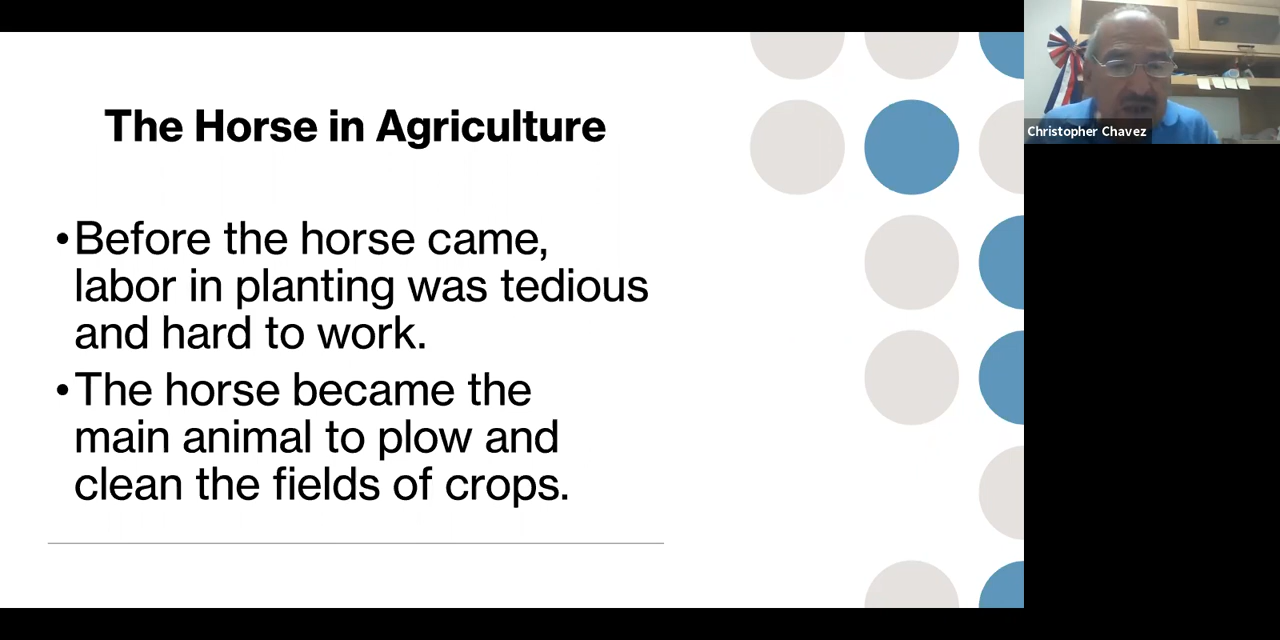 The Horse in Agriculture
•Before the horse came,
labor in planting was tedious
and hard to work.
•The horse became the
main animal to plow and
clean the fields of crops.
Christopher Chavez